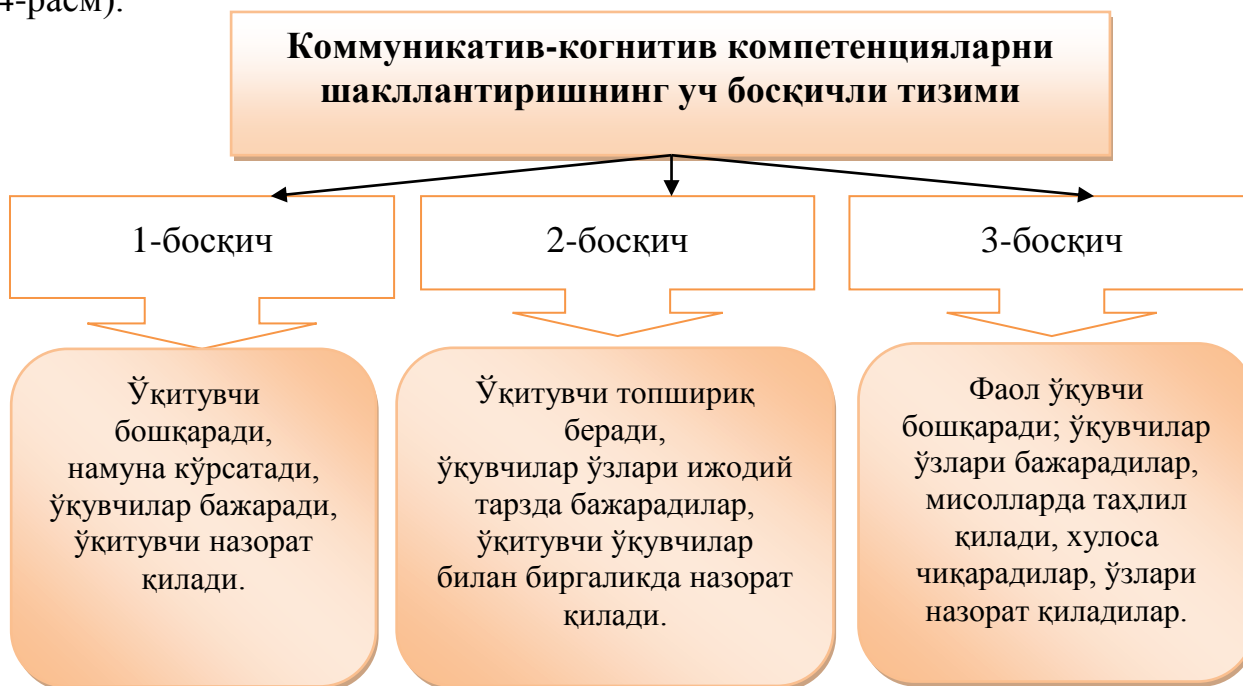 4-расм).
Коммуникатив-когнитив компетенцияларни
шакллантиришнинг уч босқичли тизими
1-босқич
2-босқич
3-босқич
Ўқитувчи
бошқаради,
намуна кўрсатади,
ўқувчилар бажаради,
ўқитувчи назорат
қилади.
Ўқитувчи топшириқ
беради,
ўқувчилар ўзлари ижодий
тарзда бажарадилар,
ўқитувчи ўқувчилар
билан биргаликда назорат
қилади.
Фаол ўқувчи
бошқаради; ўқувчилар
ўзлари бажарадилар,
мисолларда таҳлил
қилади, хулоса
чиқарадилар, ўзлари
назорат қиладилар.